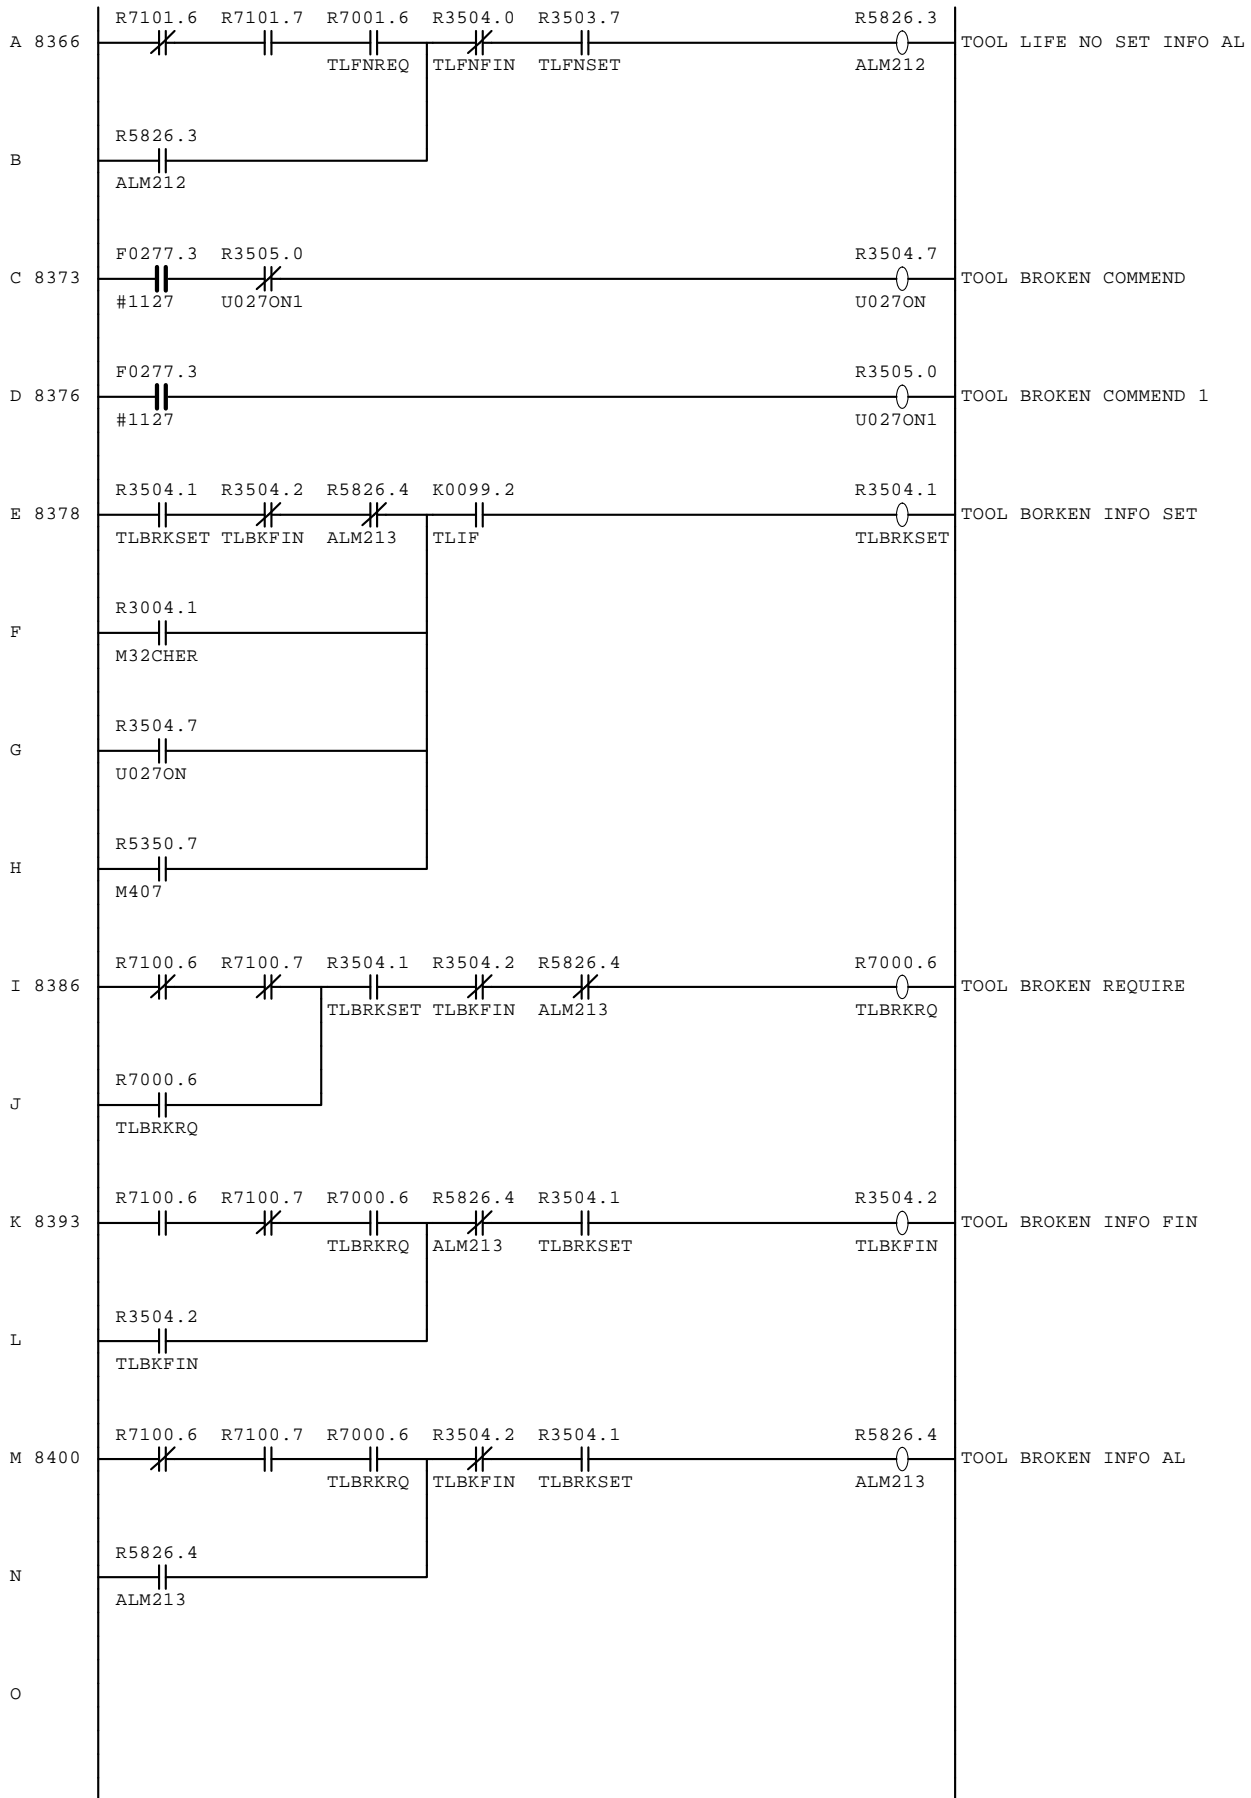 R7101.6 R7101.7 R7001.6 R3504.0 R3503.7 R5826.3
A 8366 TOOL LIFE NO SET INFO AL
TLFNREQ TLFNFIN TLFNSET ALM212
R5826.3
B
ALM212
F0277.3 R3505.0 R3504.7
C 8373 TOOL BROKEN COMMEND
#1127 U027ON1 U027ON
F0277.3 R3505.0
D 8376 TOOL BROKEN COMMEND 1
#1127 U027ON1
R3504.1 R3504.2 R5826.4 K0099.2 R3504.1
E 8378 TOOL BORKEN INFO SET
TLBRKSET TLBKFIN ALM213 TLIF TLBRKSET
R3004.1
F
M32CHER
R3504.7
G
U027ON
R5350.7
H
M407
R7100.6 R7100.7 R3504.1 R3504.2 R5826.4 R7000.6
I 8386 TOOL BROKEN REQUIRE
TLBRKSET TLBKFIN ALM213 TLBRKRQ
R7000.6
J
TLBRKRQ
R7100.6 R7100.7 R7000.6 R5826.4 R3504.1 R3504.2
K 8393 TOOL BROKEN INFO FIN
TLBRKRQ ALM213 TLBRKSET TLBKFIN
R3504.2
L
TLBKFIN
R7100.6 R7100.7 R7000.6 R3504.2 R3504.1 R5826.4
M 8400 TOOL BROKEN INFO AL
TLBRKRQ TLBKFIN TLBRKSET ALM213
R5826.4
N
ALM213
O